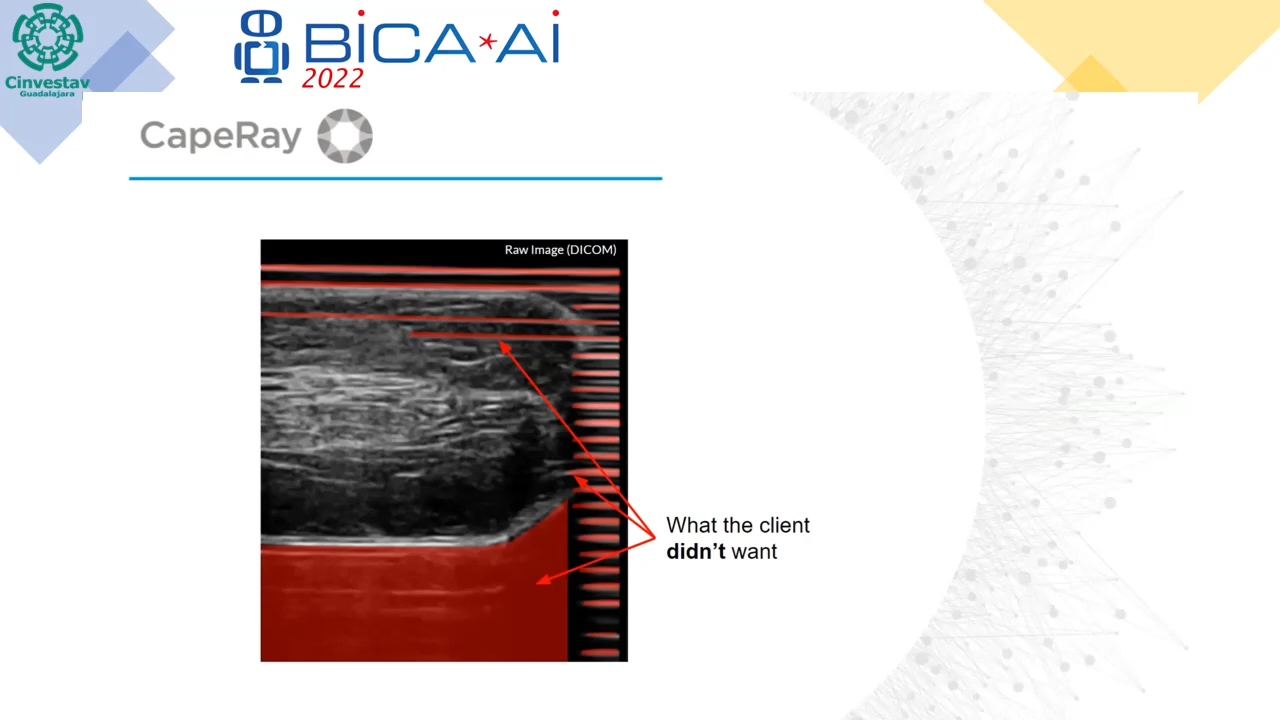 Cinvestav
Guadalajara
BiCA*Ai
2022
CapeRay
Raw Image (DICOM)
What the client
didn't want